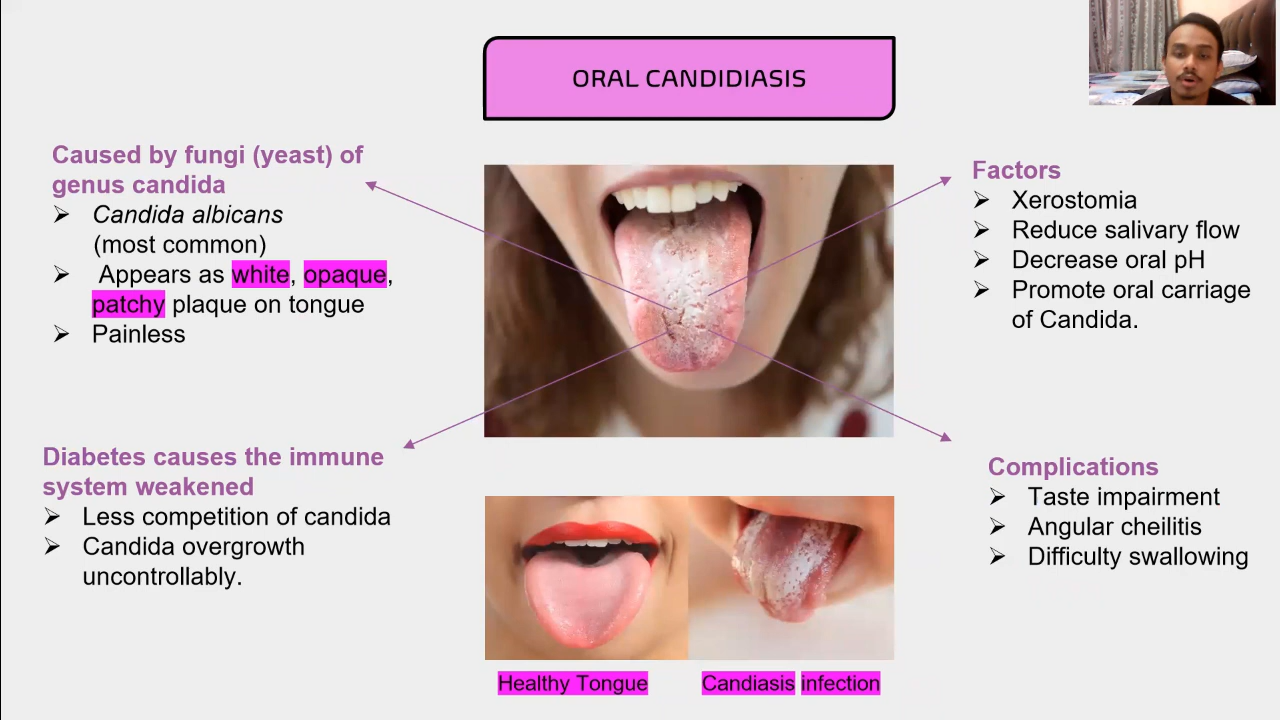 ORAL CANDIDIASIS
Caused by fungi (yeast) of
genus candida
Candida albicans
(most common)
Appears as white, opaque,
patchy plaque on tongue
Painless
Factors
Xerostomia
Reduce salivary flow
Decrease oral pH
Promote oral carriage
of Candida.
Diabetes causes the immune
system weakened
Less competition of candida
Candida overgrowth
uncontrollably.
Complications
Taste impairment
Angular cheilitis
Difficulty swallowing
Healthy Tongue
Candiasis infection